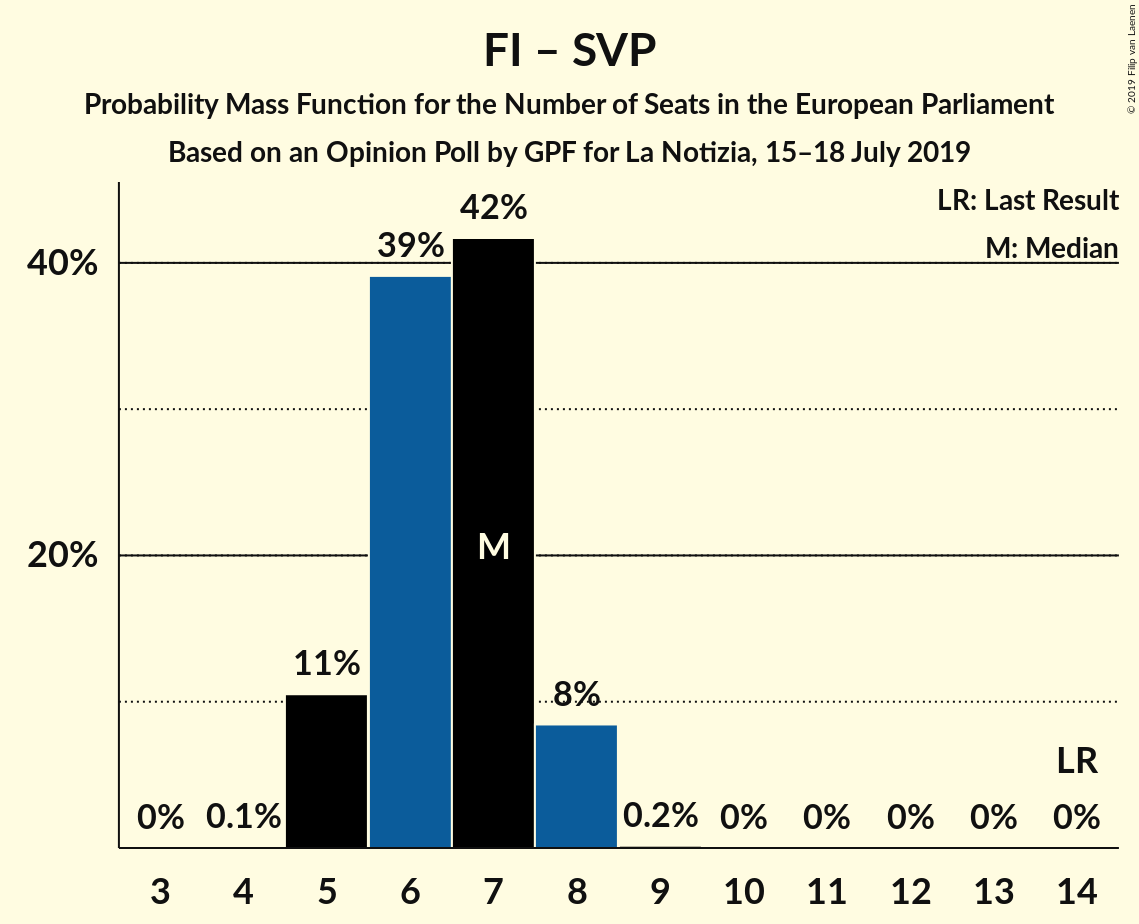 FI – SVP
Probability Mass Function for the Number of Seats in the European Parliament
Based on an Opinion Poll by GPF for La Notizia, 15–18 July 2019
© 2019 Filip van Laenen
LR: Last Result
M: Median
40%
20%
0%
0.1%
11%
39%
42%
M
8%
0.2%
0%
0%
0%
0%
LR
0%
3 4 5 6 7 8 9 10 11 12 13 14